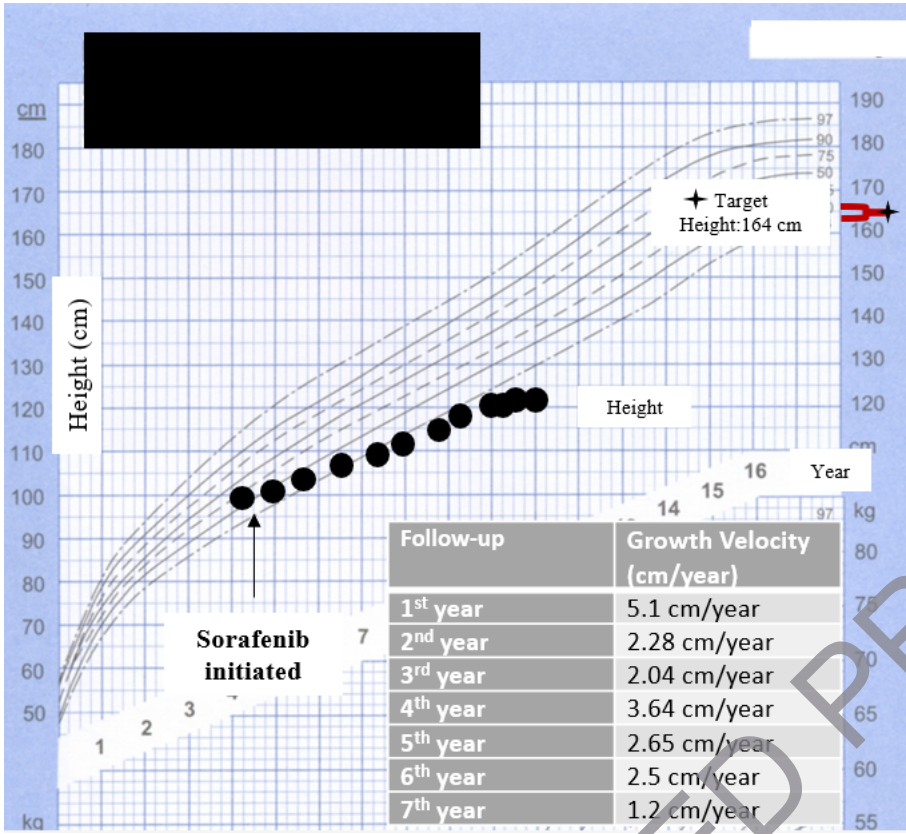 cm
190
180
180
170
170
160
160
150
150
140
140
130
130
120
120
110
100
90
80
70
60
50
97
90
75
50
Target
Height:164 cm
Height (cm)
Height
cm
Year
16
15
14
97
kg
80
75
70
65
60
55
Sorafenib
initiated
1
2
3
7
kg
Follow-up Growth Velocity (cm/year)
1st year 5.1 cm/year
2nd year 2.28 cm/year
3rd year 2.04 cm/year
4th year 3.64 cm/year
5th year 2.65 cm/year
6th year 2.5 cm/year
7th year 1.2 cm/year